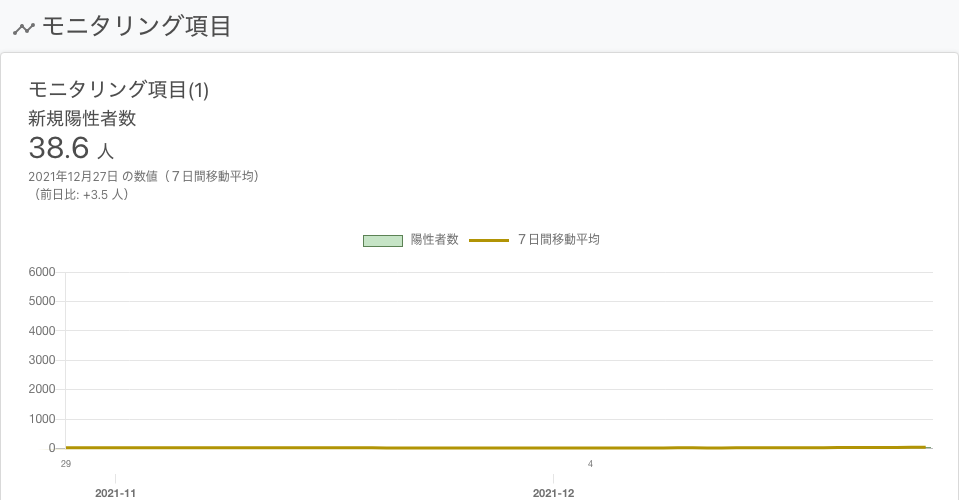 モニタリング項目
モニタリング項目(1)
新規陽性者数
38.6 人
2021年12月27日 の数値（７日間移動平均）
（前日比: +3.5 人）
陽性者数 ７日間移動平均
6000
5000
4000
3000
2000
1000
0
29 4
2021-11 2021-12